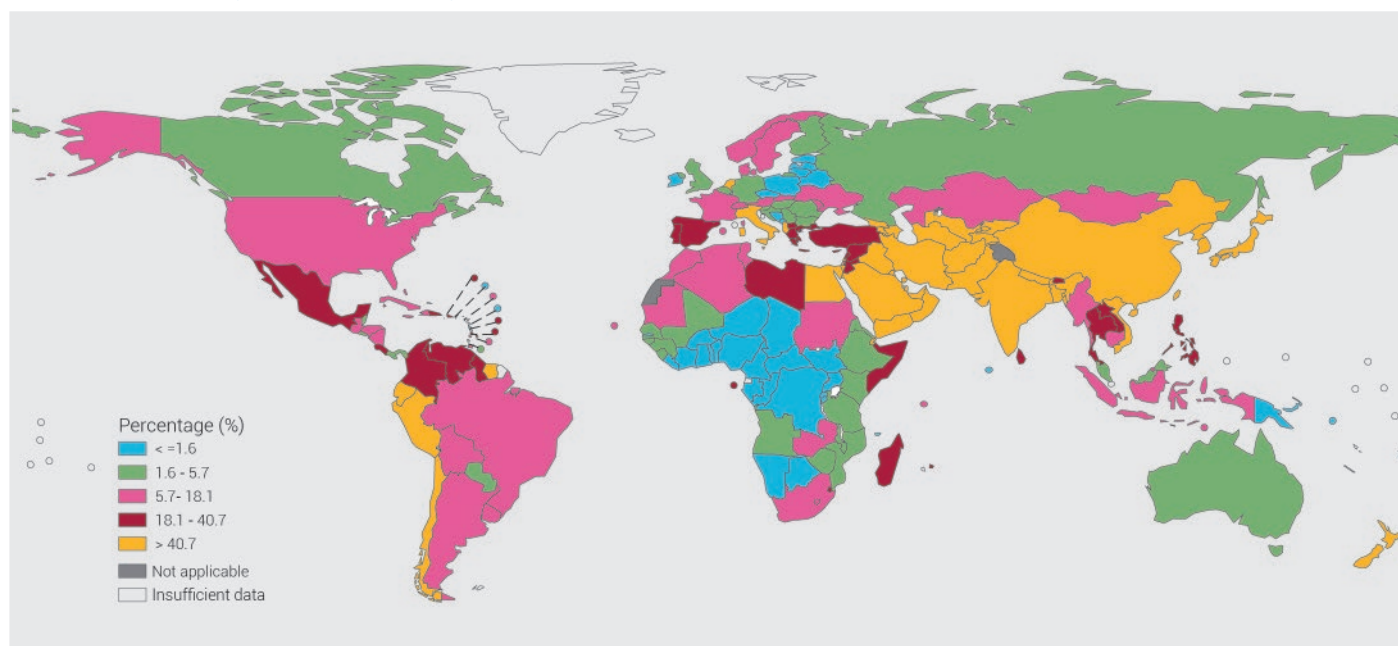 Percentage (%)
< =1.6
1.6 - 5.7
5.7- 18.1
18.1 - 40.7
> 40.7
Not applicable
Insufficient data